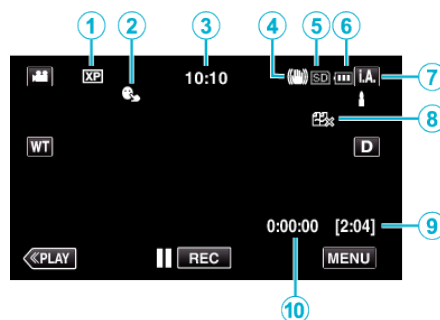 1 2 3 4 5 6
XP 10:10 SD I.A. 7
8
WT D
0:00:00 [2:04] 9
PLAY REC MENU
10